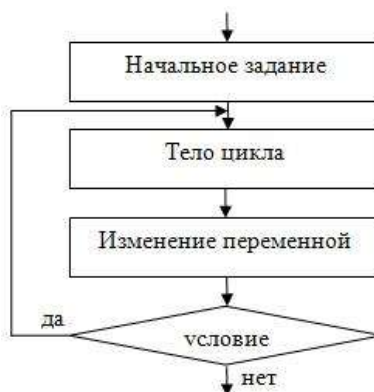 Начальное задание
Тело цикла
Изменение переменной
да
условие
нет